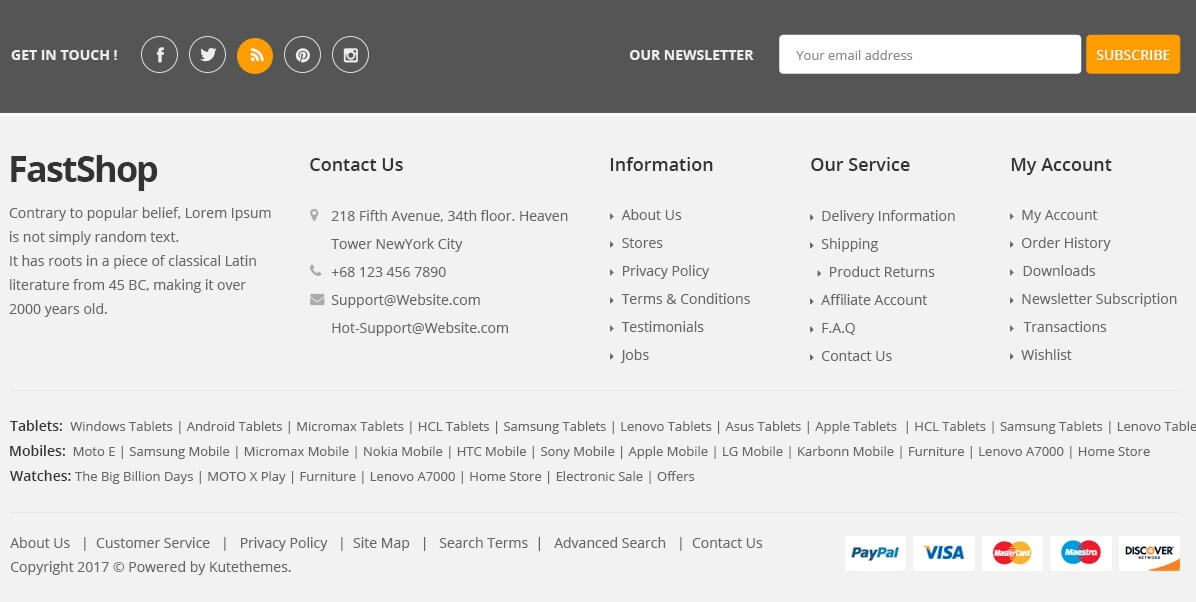 GET IN TOUCH !
OUR NEWSLETTER
Your email address
SUBSCRIBE
FastShop
Contrary to popular belief, Lorem Ipsum
is not simply random text.
It has roots in a piece of classical Latin
literature from 45 BC, making it over
2000 years old.
Contact Us
218 Fifth Avenue, 34th floor. Heaven
Tower NewYork City
+68 123 456 7890
Support@Website.com
Hot-Support@Website.com
Information
About Us
Stores
Privacy Policy
Terms & Conditions
Testimonials
Jobs
Our Service
Delivery Information
Shipping
Product Returns
Affiliate Account
F.A.Q
Contact Us
My Account
My Account
Order History
Downloads
Newsletter Subscription
Transactions
Wishlist
Tablets: Windows Tablets | Android Tablets | Micromax Tablets | HCL Tablets | Samsung Tablets | Lenovo Tablets | Asus Tablets | Apple Tablets | HCL Tablets | Samsung Tablets | Lenovo Table
Mobiles: Moto E | Samsung Mobile | Micromax Mobile | Nokia Mobile | HTC Mobile | Sony Mobile | Apple Mobile | LG Mobile | Karbonn Mobile | Furniture | Lenovo A7000 | Home Store
Watches: The Big Billion Days | MOTO X Play | Furniture | Lenovo A7000 | Home Store | Electronic Sale | Offers
About Us | Customer Service | Privacy Policy | Site Map | Search Terms | Advanced Search | Contact Us
Copyright 2017 © Powered by Kutethemes.
PayPal
VISA
MasterCard
Maestro
DISCOVER
NETWORK